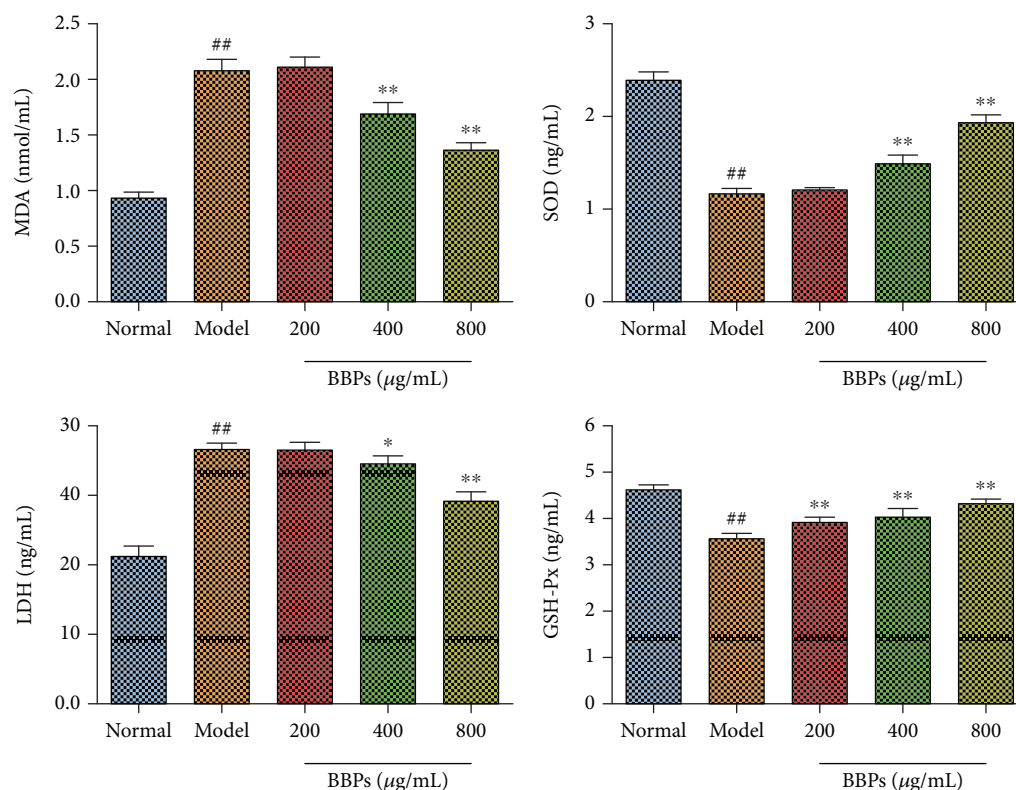 MDA (nmol/mL)
2.5
2.0
1.5
1.0
0.5
0.0
##
**
**
Normal Model 200 400 800
BBPs (μg/mL)
SOD (ng/mL)
3
2
1
0
##
**
**
Normal Model 200 400 800
BBPs (μg/mL)
LDH (ng/mL)
30
40
20
10
0.0
##
*
**
Normal Model 200 400 800
BBPs (μg/mL)
GSH-Px (ng/mL)
6
5
4
3
2
1
0
##
**
**
**
Normal Model 200 400 800
BBPs (μg/mL)